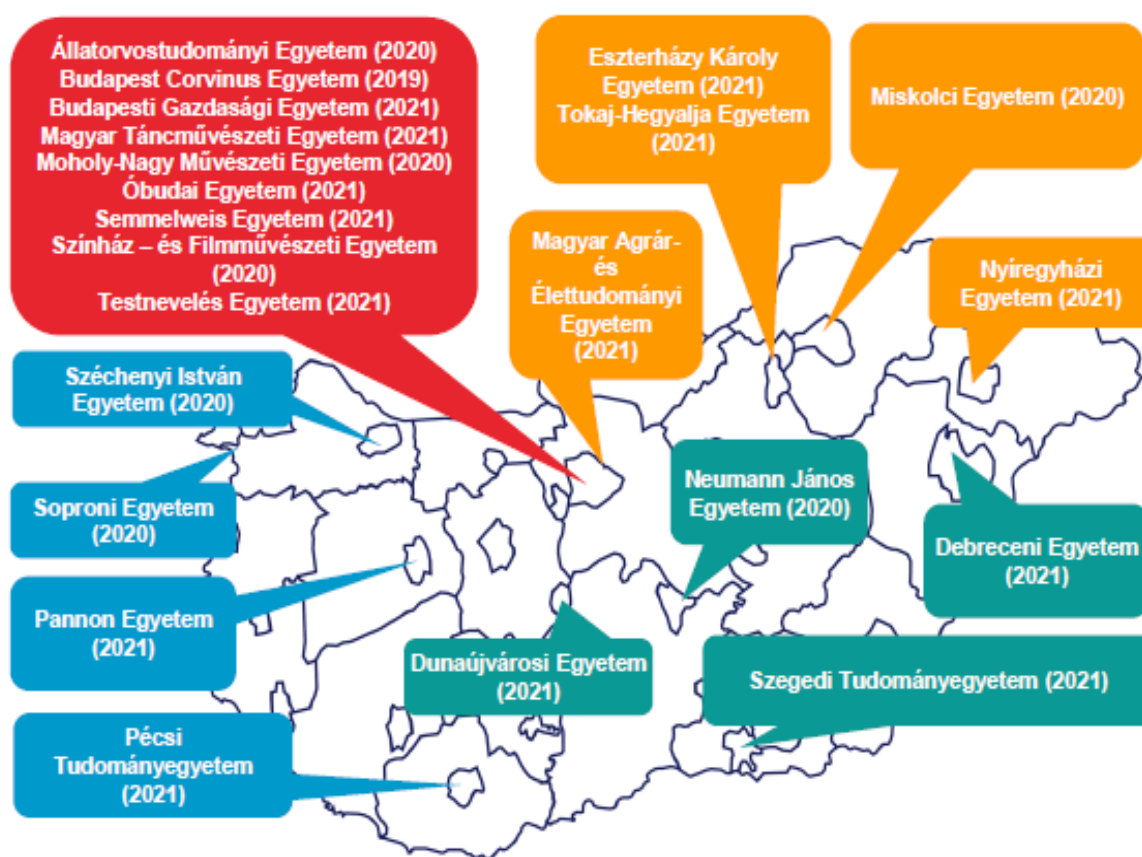 Állatorvostudományi Egyetem (2020)
Budapest Corvinus Egyetem (2019)
Budapesti Gazdasági Egyetem (2021)
Magyar Táncművészeti Egyetem (2021)
Moholy-Nagy Művészeti Egyetem (2020)
Óbudai Egyetem (2021)
Semmelweis Egyetem (2021)
Színház – és Filmművészeti Egyetem
(2020)
Testnevelés Egyetem (2021)
Eszterházy Károly
Egyetem (2021)
Tokaj-Hegyalja Egyetem
(2021)
Miskolci Egyetem (2020)
Magyar Agrár-
és
Élettudományi
Egyetem
(2021)
Nyíregyházi
Egyetem (2021)
Széchenyi István
Egyetem (2020)
Soproni Egyetem
(2020)
Neumann János
Egyetem (2020)
Debreceni Egyetem
(2021)
Pannon Egyetem
(2021)
Dunaújvárosi Egyetem
(2021)
Szegedi Tudományegyetem (2021)
Pécsi
Tudományegyetem
(2021)